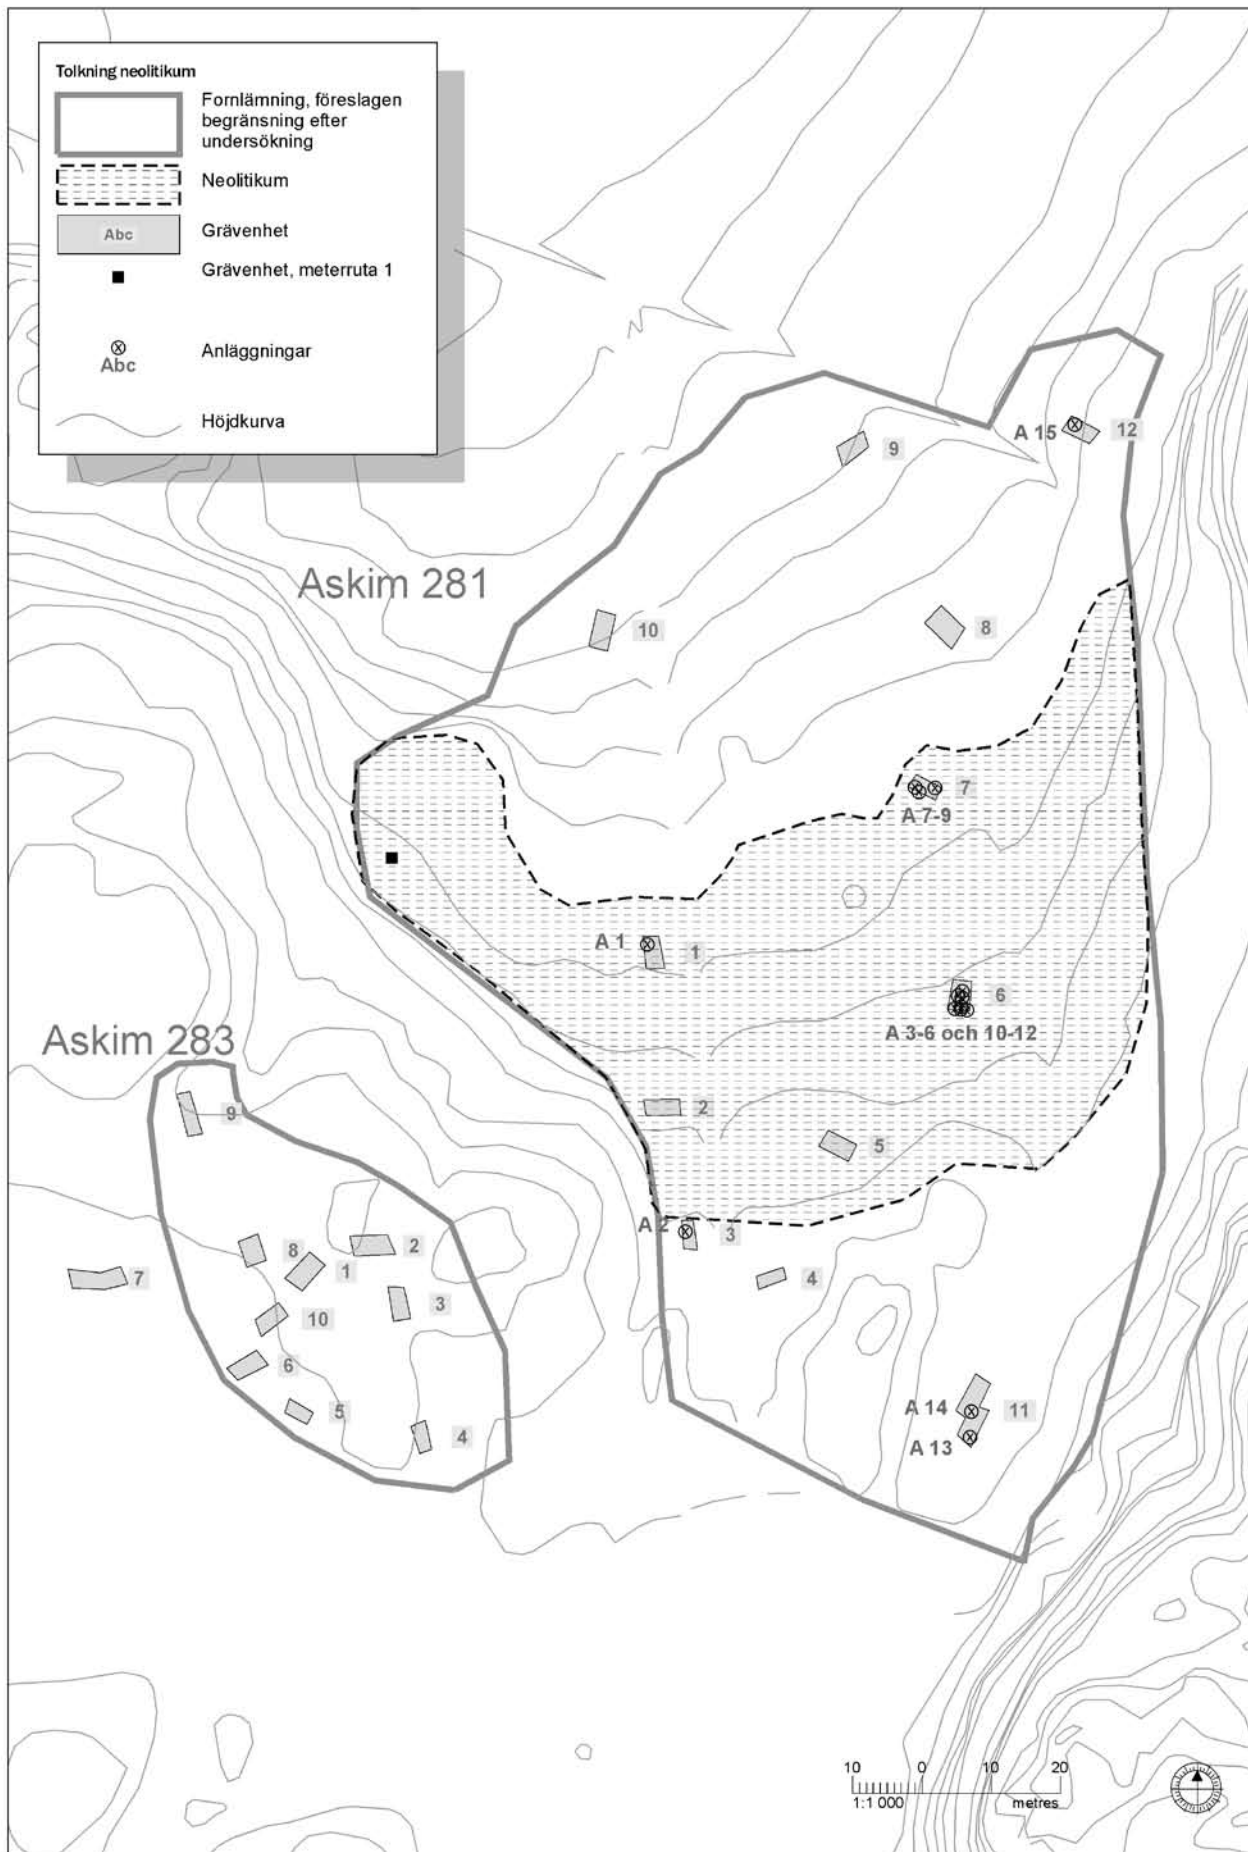 Tolkning neolitikum
Fornlämning, föreslagen
begränsning efter
undersökning
Neolitikum
Abc
Grävenhet
Grävenhet, meterruta 1
Abc
Anläggningar
Höjdkurva
A 15
12
9
Askim 281
10
8
7
A 7-9
A 1
1
6
A 3-6 och 10-12
Askim 283
2
9
5
A 2
3
8
2
7
1
4
3
10
6
A 14
11
5
4
A 13
10 0 10 20
1:1 000 metres